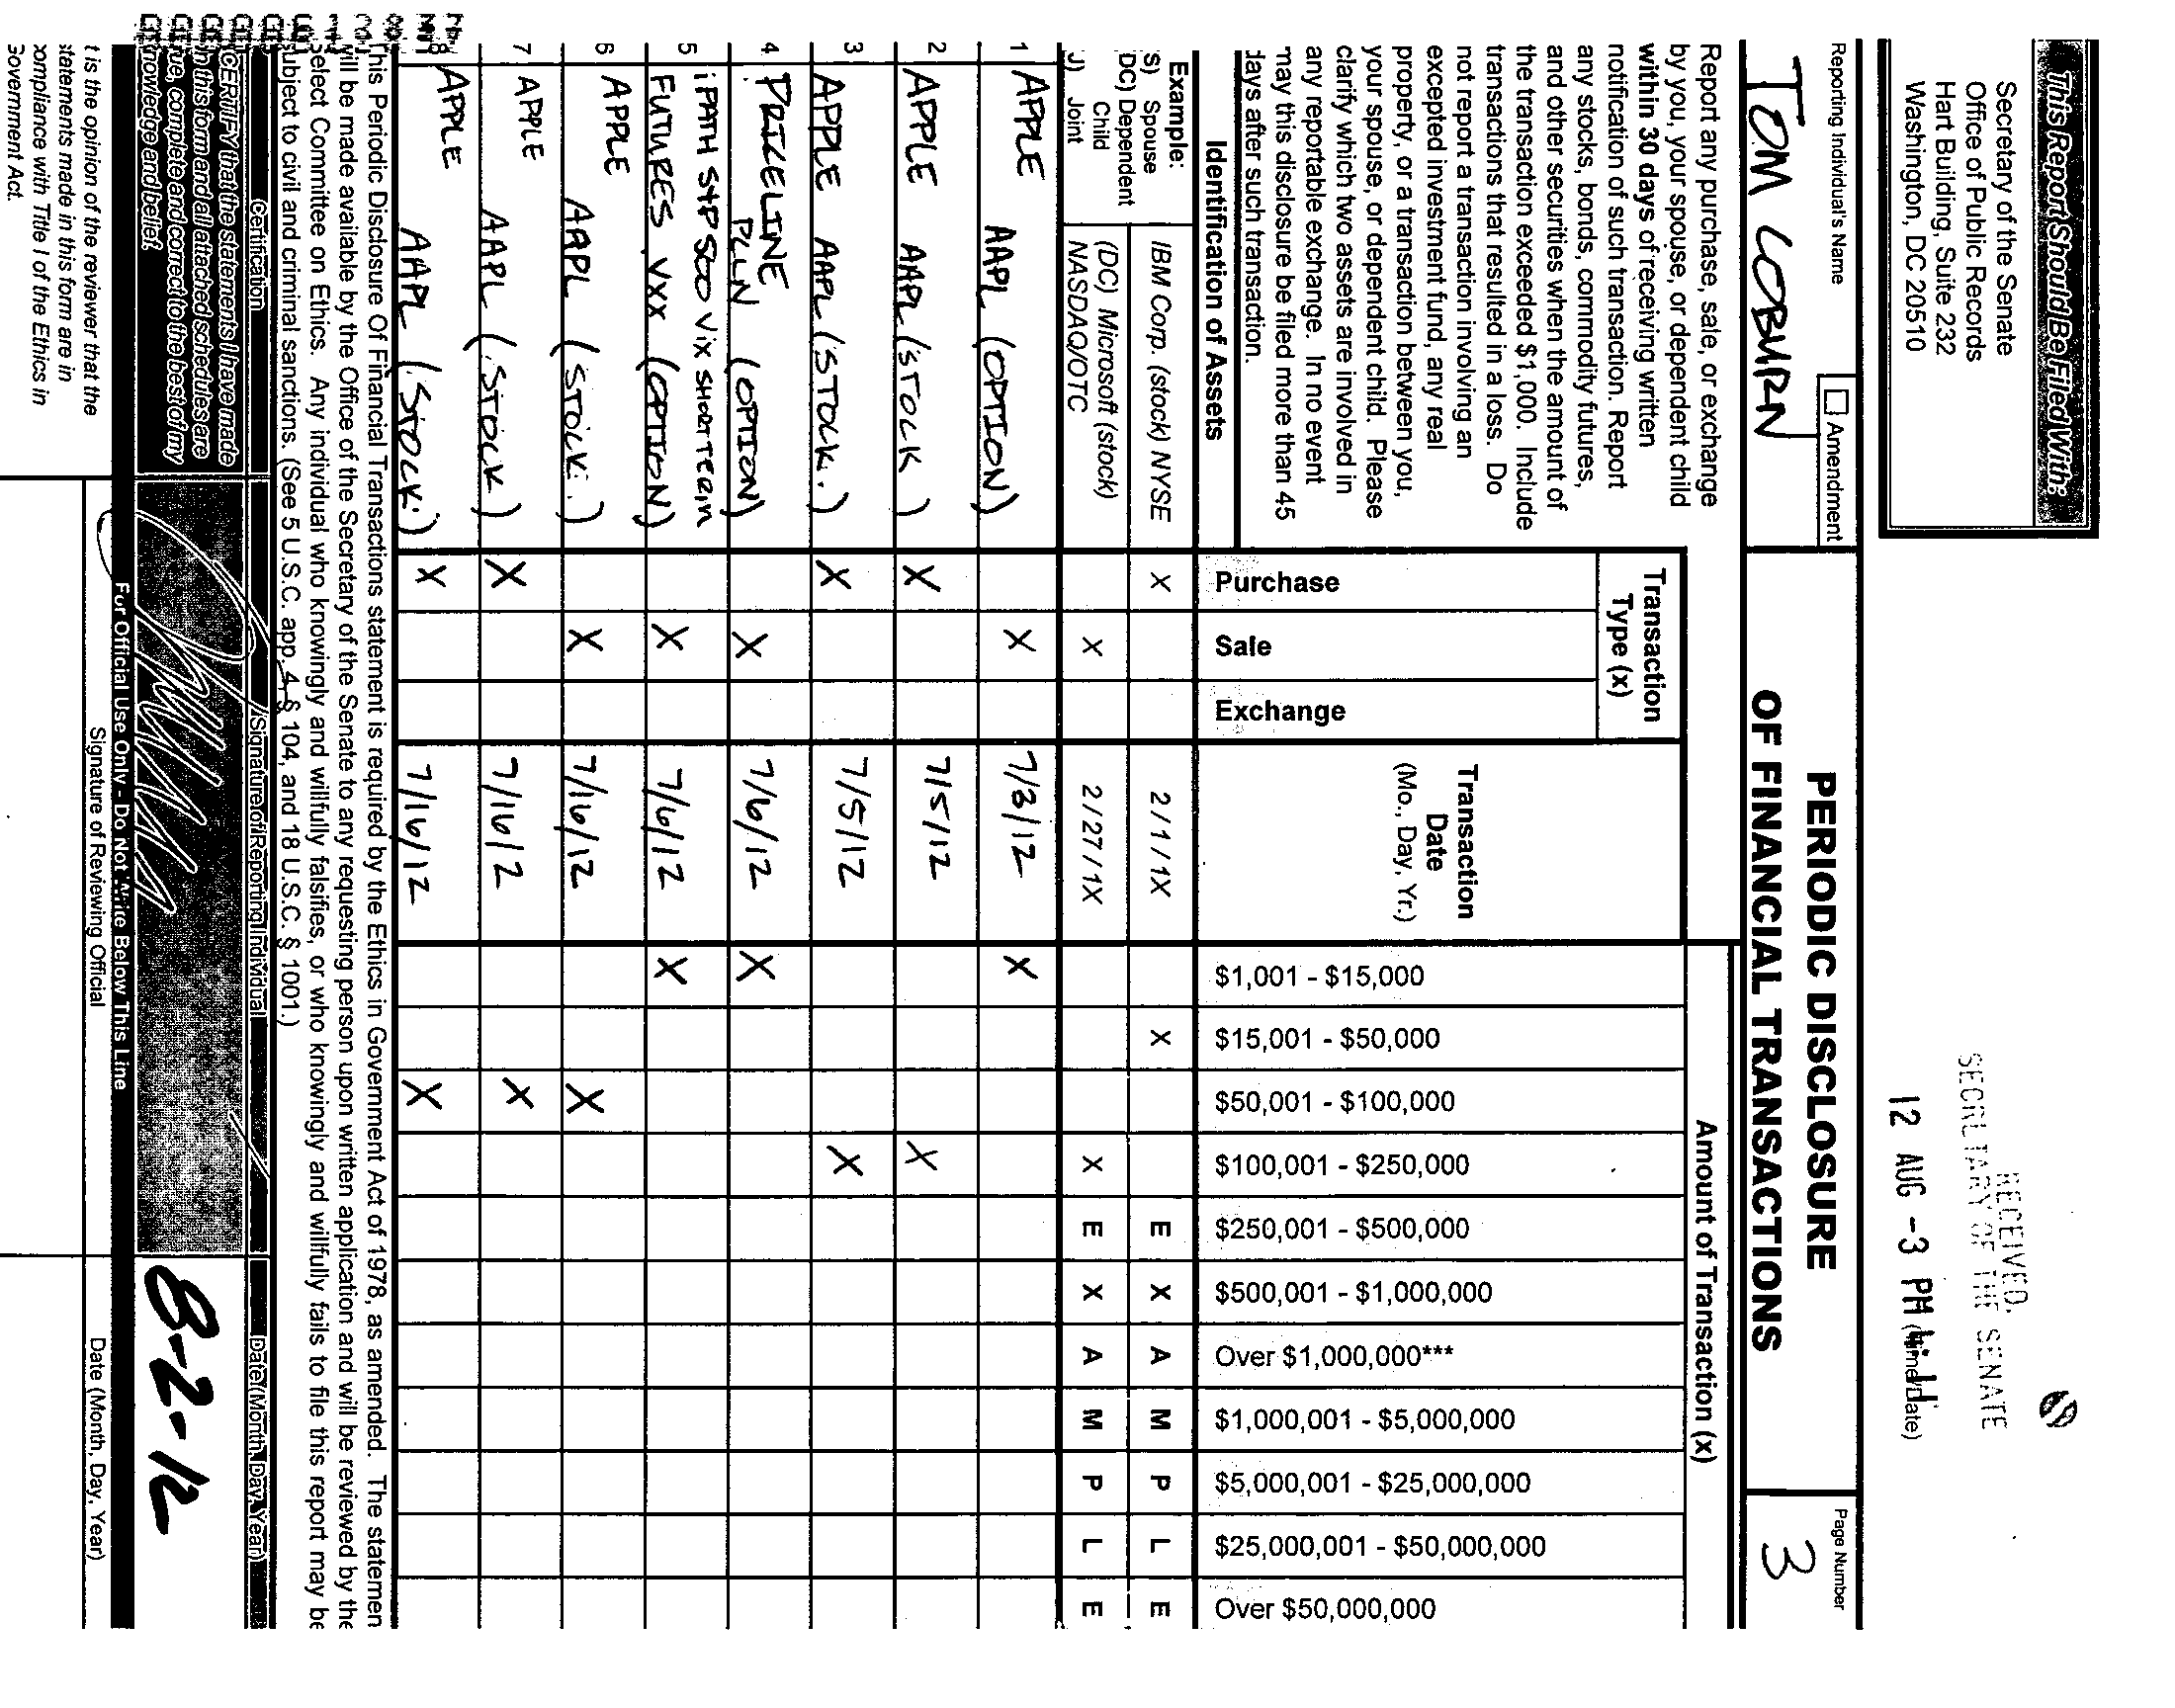 This Report Should Be Filed With:
Secretary of the Senate
Office of Public Records
Hart Building, Suite 232
Washington, DC 20510
RECEIVED
SECRETARY OF THE SENATE
12 AUG -3 PM
Reporting Individual's Name
TOM COBURN
Amendment
PERIODIC DISCLOSURE
OF FINANCIAL TRANSACTIONS
Page Number
3
Report any purchase, sale, or exchange
by you, your spouse, or dependent child
within 30 days of receiving written
notification of such transaction. Report
any stocks, bonds, commodity futures,
and other securities when the amount of
the transaction exceeded $1,000. Include
transactions that resulted in a loss. Do
not report a transaction involving an
excepted investment fund, any real
property, or a transaction between you,
your spouse, or dependent child. Please
clarify which two assets are involved in
any reportable exchange. In no event
may this disclosure be filed more than 45
days after such transaction.
Identification of Assets
Transaction
Type (x)
Purchase
Sale
Exchange
Transaction
Date
(Mo., Day, Yr.)
Amount of Transaction (x)
$1,001 - $15,000
$15,001 - $50,000
$50,001 - $100,000
$100,001 - $250,000
$250,001 - $500,000
$500,001 - $1,000,000
Over $1,000,000***
$1,000,001 - $5,000,000
$5,000,001 - $25,000,000
$25,000,001 - $50,000,000
Over $50,000,000
Example:
S) Spouse
DC) Dependent
Child
J) Joint
IBM Corp. (stock) NYSE X 2/1/1X X E X A M P L E
(DC) Microsoft (stock)
NASDAQ/OTC X 2/27/1X X E X A M P L E
1 APPLE AAPL (OPTION) X 7/3/12 X
2 APPLE AAPL (STOCK) X 7/5/12 X
3 APPLE AAPL (STOCK.) X 7/5/12 X
4 PRICELINE
PCLN (OPTION) X 7/6/12 X
5 iPATH S+P 500 VIX SHORT TERM
FUTURES VXX (OPTION) X 7/6/12 X
6 APPLE AAPL (STOCK.) X 7/16/12 X
7 APPLE AAPL (STOCK) X 7/16/2 X
8 APPLE AAPL (STOCK.) X 7/16/12 X
This Periodic Disclosure Of Financial Transactions statement is required by the Ethics in Government Act of 1978, as amended. The statemen
will be made available by the Office of the Secretary of the Senate to any requesting person upon written application and will be reviewed by the
Select Committee on Ethics. Any individual who knowingly and willfully falsifies, or who knowingly and willfully fails to file this report may be
subject to civil and criminal sanctions. (See 5 U.S.C. app. 4, § 104, and 18 U.S.C. § 1001.)
Certification
Signature of Reporting Individual
Date (Month, Day, Year)
I CERTIFY that the statements I have made
on this form and all attached schedules are
true, complete and correct to the best of my
knowledge and belief.
8-2-12
For Official Use Only - Do Not Write Below This Line
t is the opinion of the reviewer that the
statements made in this form are in
compliance with Title I of the Ethics in
Government Act.
Signature of Reviewing Official
Date (Month, Day, Year)